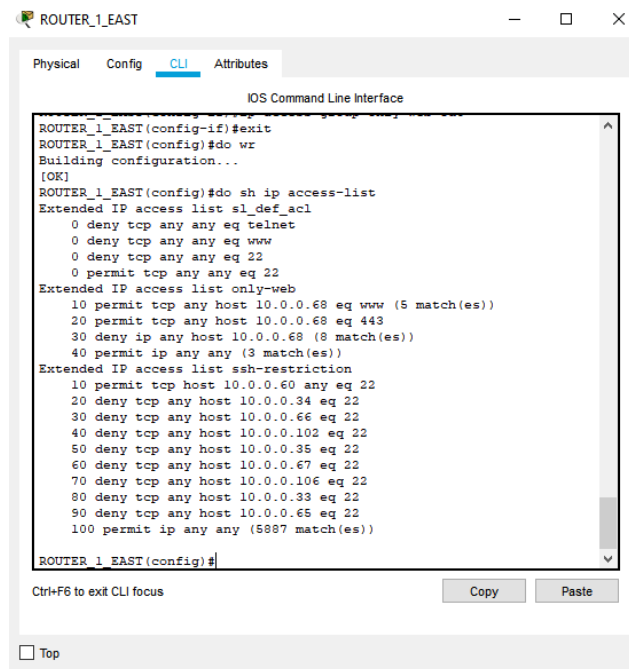 ROUTER_1_EAST
Physical Config CLI Attributes
IOS Command Line Interface
ROUTER_1_EAST(config-if)#exit
ROUTER_1_EAST(config)#do wr
Building configuration...
[OK]
ROUTER_1_EAST(config)#do sh ip access-list
Extended IP access list sl_def_acl
0 deny tcp any any eq telnet
0 deny tcp any any eq www
0 deny tcp any any eq 22
0 permit tcp any any eq 22
Extended IP access list only-web
10 permit tcp any host 10.0.0.68 eq www (5 match(es))
20 permit tcp any host 10.0.0.68 eq 443
30 deny ip any host 10.0.0.68 (8 match(es))
40 permit ip any any (3 match(es))
Extended IP access list ssh-restriction
10 permit tcp host 10.0.0.60 any eq 22
20 deny tcp any host 10.0.0.34 eq 22
30 deny tcp any host 10.0.0.66 eq 22
40 deny tcp any host 10.0.0.102 eq 22
50 deny tcp any host 10.0.0.35 eq 22
60 deny tcp any host 10.0.0.67 eq 22
70 deny tcp any host 10.0.0.106 eq 22
80 deny tcp any host 10.0.0.33 eq 22
90 deny tcp any host 10.0.0.65 eq 22
100 permit ip any any (5887 match(es))
ROUTER_1_EAST(config)#
Ctrl+F6 to exit CLI focus
Copy Paste
Top